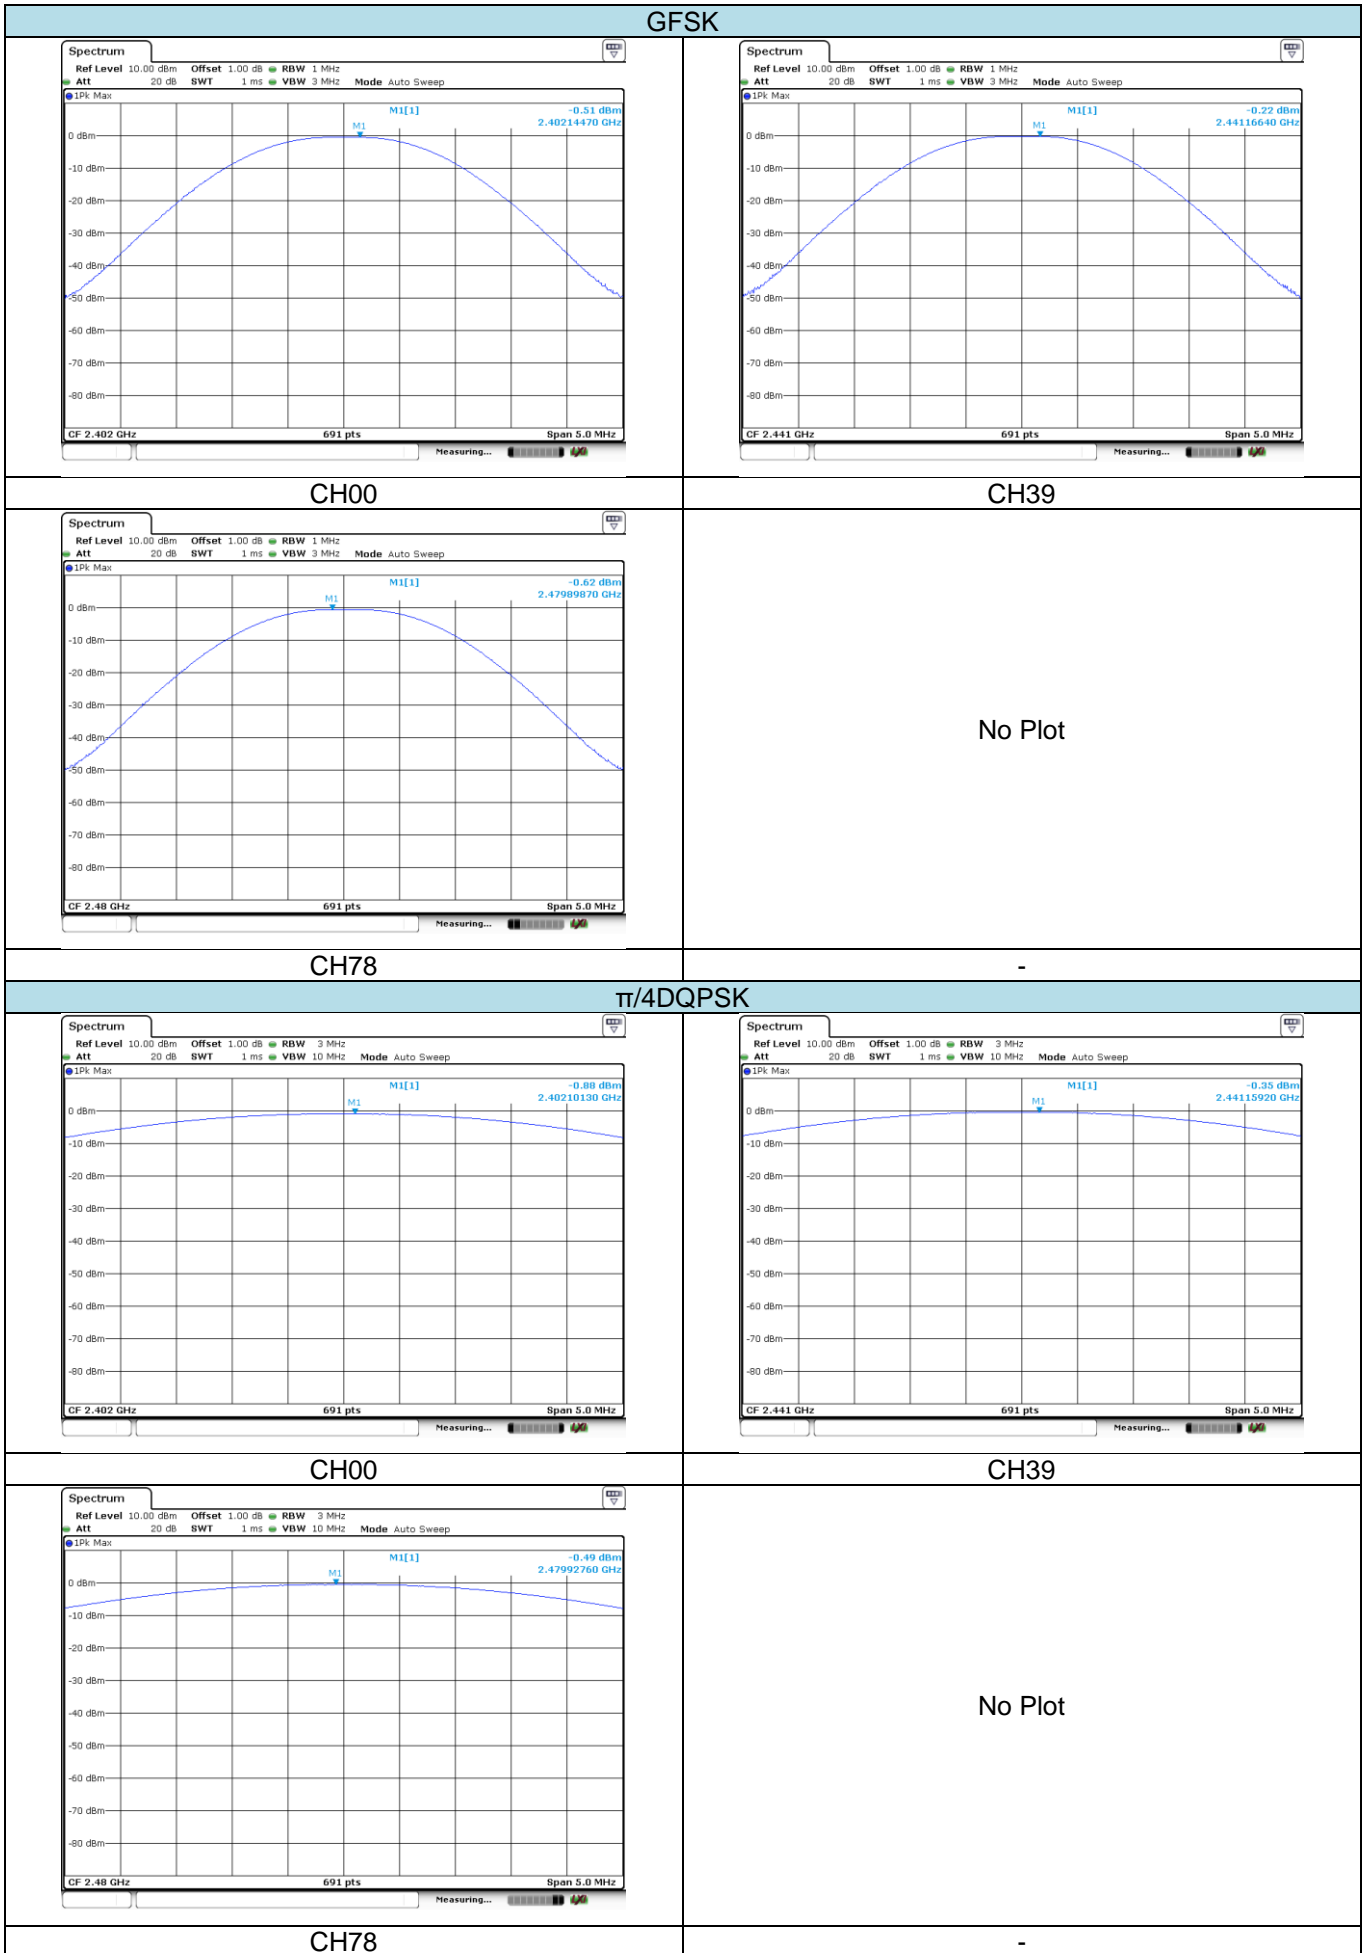 GFSK
Spectrum
Ref Level 10.00 dBm Offset 1.00 dB RBW 1 MHz
Att 20 dB SWT 1 ms VBW 3 MHz Mode Auto Sweep
1Pk Max
M1[1] -0.51 dBm
2.40214470 GHz
M1
0 dBm
-10 dBm
-20 dBm
-30 dBm
-40 dBm
-50 dBm
-60 dBm
-70 dBm
-80 dBm
CF 2.402 GHz 691 pts Span 5.0 MHz
Measuring...
Spectrum
Ref Level 10.00 dBm Offset 1.00 dB RBW 1 MHz
Att 20 dB SWT 1 ms VBW 3 MHz Mode Auto Sweep
1Pk Max
M1[1] -0.22 dBm
2.44116640 GHz
M1
0 dBm
-10 dBm
-20 dBm
-30 dBm
-40 dBm
-50 dBm
-60 dBm
-70 dBm
-80 dBm
CF 2.441 GHz 691 pts Span 5.0 MHz
Measuring...
CH00 CH39
Spectrum
Ref Level 10.00 dBm Offset 1.00 dB RBW 1 MHz
Att 20 dB SWT 1 ms VBW 3 MHz Mode Auto Sweep
1Pk Max
M1[1] -0.62 dBm
2.47989870 GHz
M1
0 dBm
-10 dBm
-20 dBm
-30 dBm
-40 dBm
-50 dBm
-60 dBm
-70 dBm
-80 dBm
CF 2.48 GHz 691 pts Span 5.0 MHz
Measuring...
No Plot
CH78 -
π/4DQPSK
Spectrum
Ref Level 10.00 dBm Offset 1.00 dB RBW 3 MHz
Att 20 dB SWT 1 ms VBW 10 MHz Mode Auto Sweep
1Pk Max
M1[1] -0.88 dBm
2.40210130 GHz
M1
0 dBm
-10 dBm
-20 dBm
-30 dBm
-40 dBm
-50 dBm
-60 dBm
-70 dBm
-80 dBm
CF 2.402 GHz 691 pts Span 5.0 MHz
Measuring...
Spectrum
Ref Level 10.00 dBm Offset 1.00 dB RBW 3 MHz
Att 20 dB SWT 1 ms VBW 10 MHz Mode Auto Sweep
1Pk Max
M1[1] -0.35 dBm
2.44115920 GHz
M1
0 dBm
-10 dBm
-20 dBm
-30 dBm
-40 dBm
-50 dBm
-60 dBm
-70 dBm
-80 dBm
CF 2.441 GHz 691 pts Span 5.0 MHz
Measuring...
CH00 CH39
Spectrum
Ref Level 10.00 dBm Offset 1.00 dB RBW 3 MHz
Att 20 dB SWT 1 ms VBW 10 MHz Mode Auto Sweep
1Pk Max
M1[1] -0.49 dBm
2.47992760 GHz
M1
0 dBm
-10 dBm
-20 dBm
-30 dBm
-40 dBm
-50 dBm
-60 dBm
-70 dBm
-80 dBm
CF 2.48 GHz 691 pts Span 5.0 MHz
Measuring...
No Plot
CH78 -